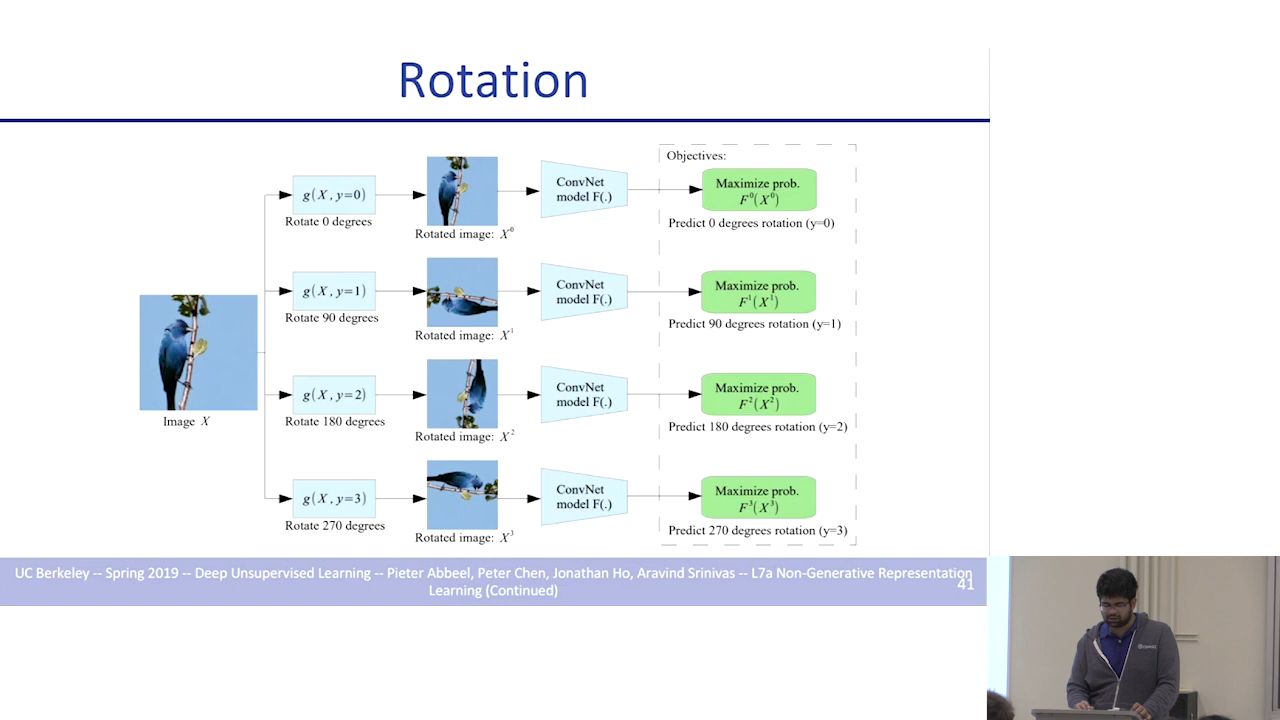 Rotation
Objectives:
g(X, y=0)
Rotate 0 degrees
Rotated image: X⁰
ConvNet
model F(.)
Maximize prob.
F⁰(X⁰)
Predict 0 degrees rotation (y=0)
g(X, y=1)
Rotate 90 degrees
Rotated image: X¹
ConvNet
model F(.)
Maximize prob.
F¹(X¹)
Predict 90 degrees rotation (y=1)
Image X
g(X, y=2)
Rotate 180 degrees
Rotated image: X²
ConvNet
model F(.)
Maximize prob.
F²(X²)
Predict 180 degrees rotation (y=2)
g(X, y=3)
Rotate 270 degrees
Rotated image: X³
ConvNet
model F(.)
Maximize prob.
F³(X³)
Predict 270 degrees rotation (y=3)
UC Berkeley -- Spring 2019 -- Deep Unsupervised Learning -- Pieter Abbeel, Peter Chen, Jonathan Ho, Aravind Srinivas -- L7a Non-Generative Representation
Learning (Continued)
41